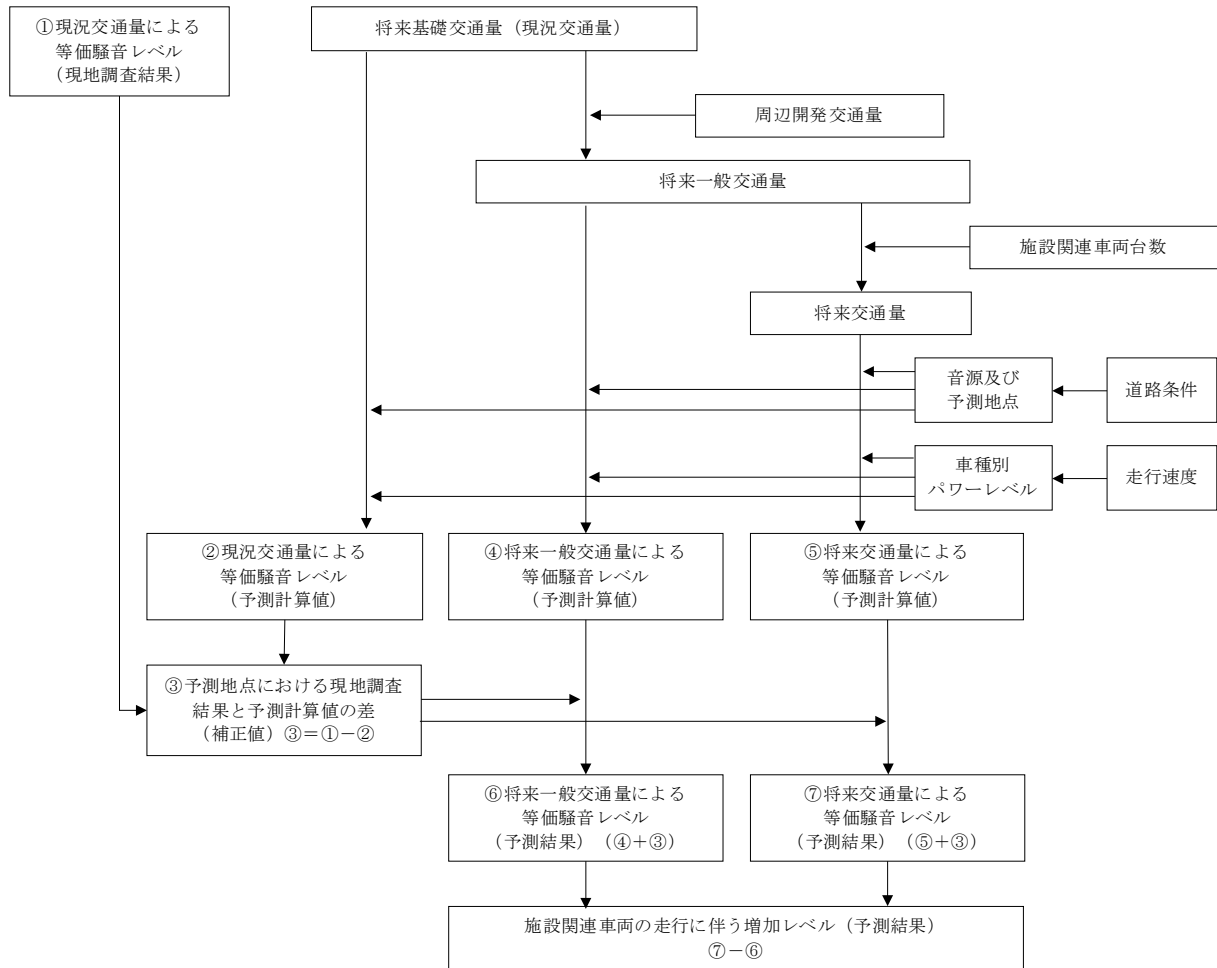 ①現況交通量による
等価騒音レベル
（現地調査結果）
将来基礎交通量（現況交通量）
周辺開発交通量
将来一般交通量
施設関連車両台数
将来交通量
音源及び
予測地点
道路条件
車種別
パワーレベル
走行速度
②現況交通量による
等価騒音レベル
（予測計算値）
④将来一般交通量による
等価騒音レベル
（予測計算値）
⑤将来交通量による
等価騒音レベル
（予測計算値）
③予測地点における現地調査
結果と予測計算値の差
（補正値）③＝①－②
⑥将来一般交通量による
等価騒音レベル
（予測結果）（④＋③）
⑦将来交通量による
等価騒音レベル
（予測結果）（⑤＋③）
施設関連車両の走行に伴う増加レベル（予測結果）
⑦－⑥